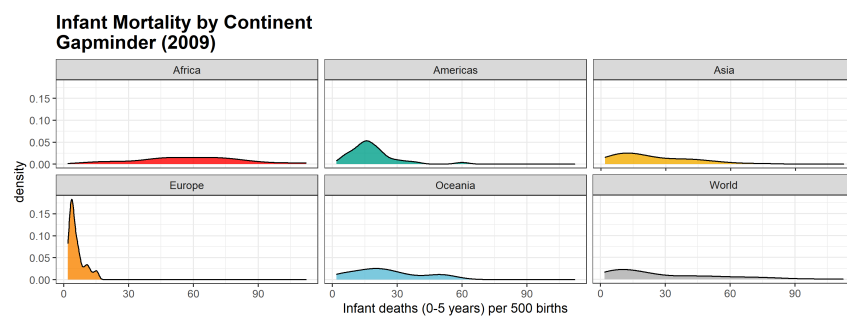 Infant Mortality by Continent
Gapminder (2009)
Africa
Americas
Asia
0.15
0.10
0.05
0.00
density
Europe
Oceania
World
0.15
0.10
0.05
0.00
0 30 60 90
0 30 60 90
0 30 60 90
Infant deaths (0-5 years) per 500 births